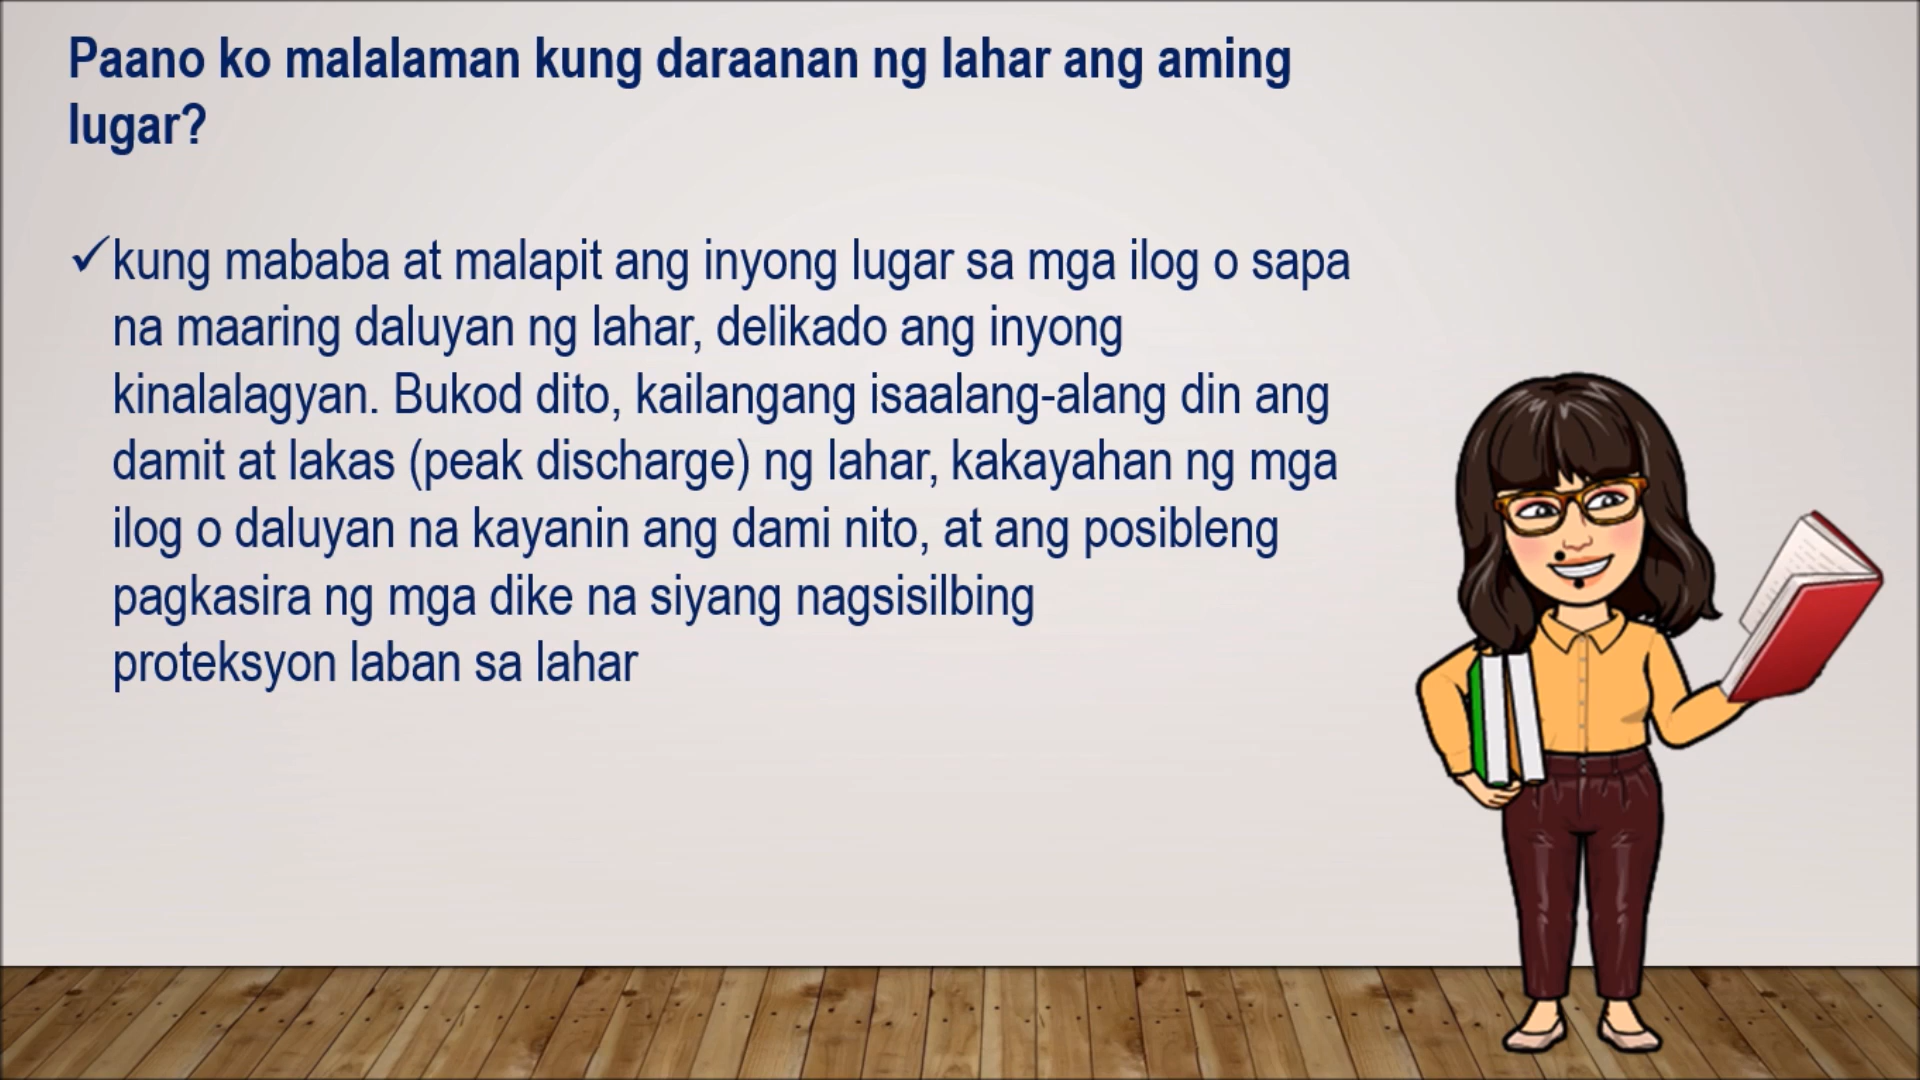 Paano ko malalaman kung daraanan ng lahar ang aming
lugar?
✓kung mababa at malapit ang inyong lugar sa mga ilog o sapa
na maaring daluyan ng lahar, delikado ang inyong
kinalalagyan. Bukod dito, kailangang isaalang-alang din ang
damit at lakas (peak discharge) ng lahar, kakayahan ng mga
ilog o daluyan na kayanin ang dami nito, at ang posibleng
pagkasira ng mga dike na siyang nagsisilbing
proteksyon laban sa lahar